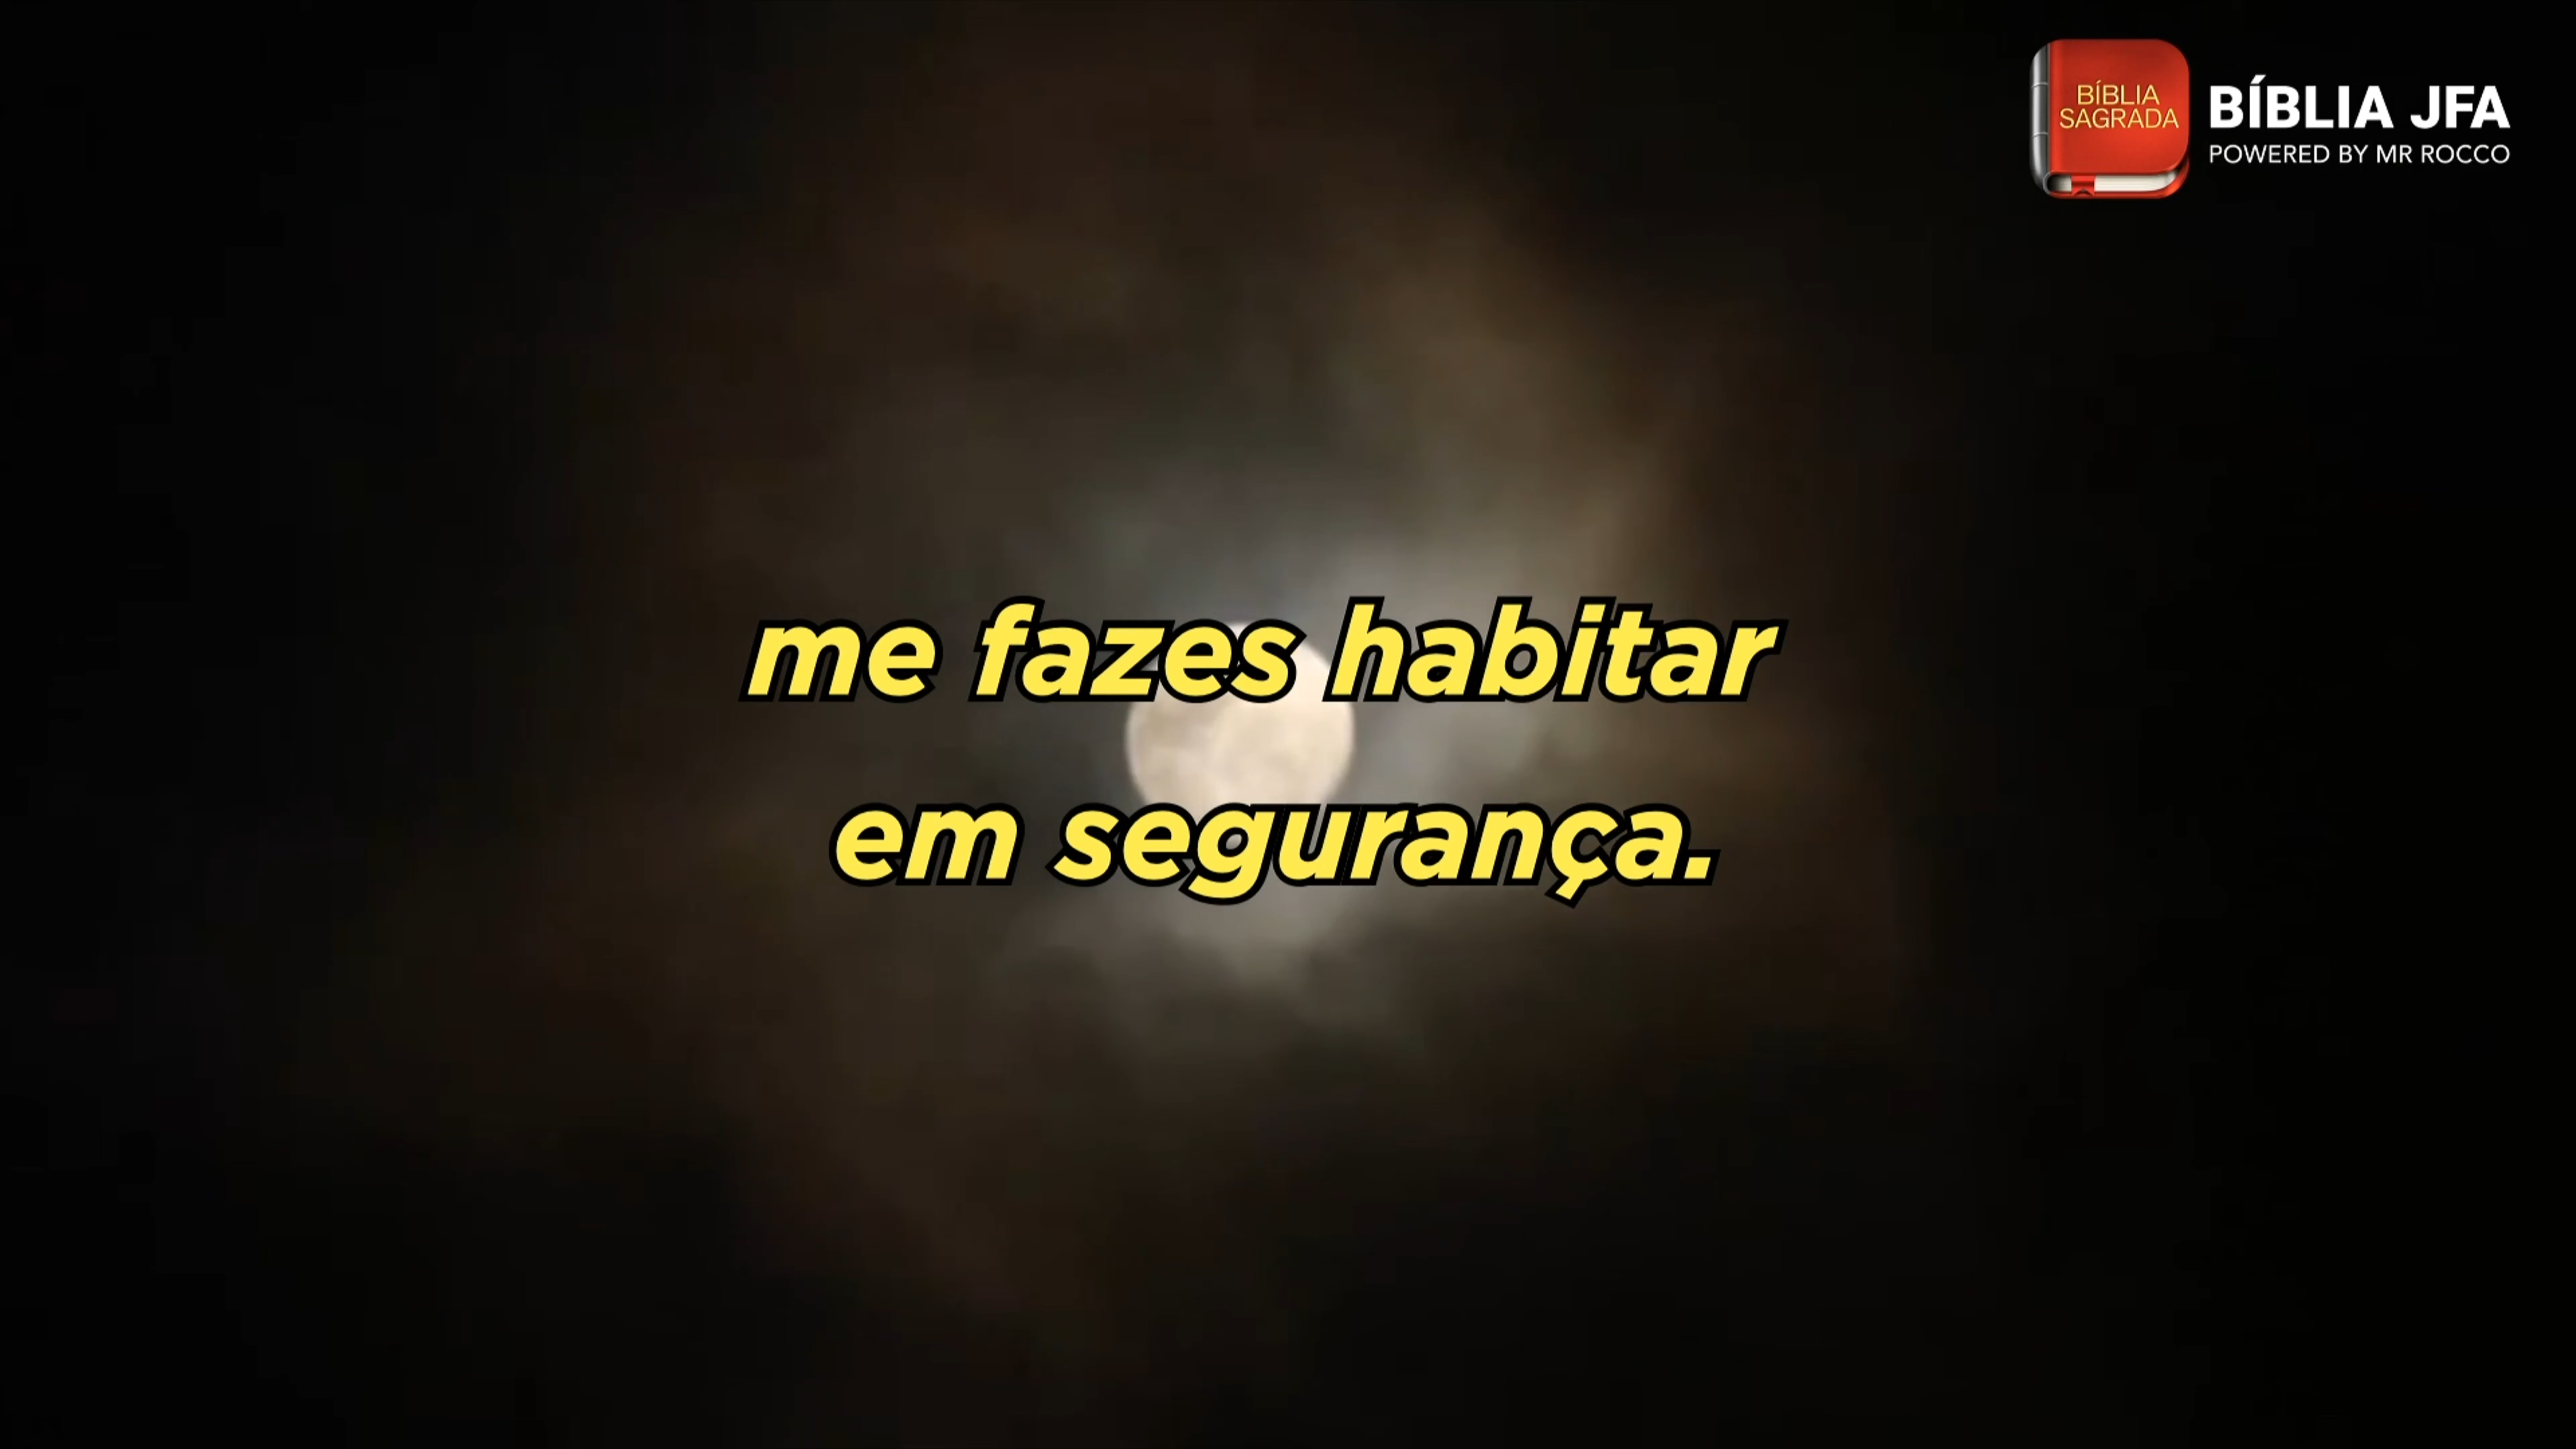 BÍBLIA
SAGRADA
BÍBLIA JFA
POWERED BY MR ROCCO
me fazes habitar
em segurança.